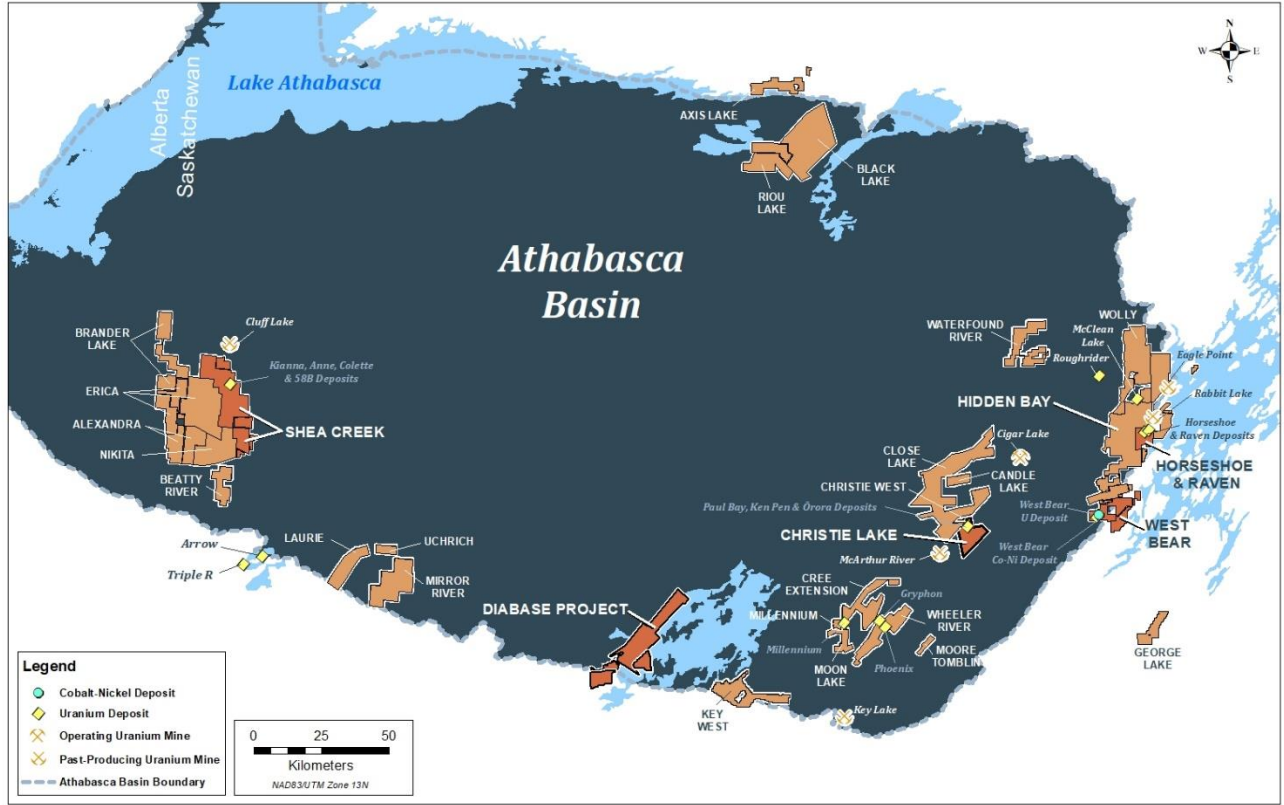 N
W
E
S
Lake Athabasca
Alberta
Saskatchewan
AXIS LAKE
BLACK
LAKE
RIOU
LAKE
Athabasca
Basin
BRANDER
LAKE
Cluff Lake
Kianna, Anne, Colette
& 58B Deposits
ERICA
ALEXANDRA
SHEA CREEK
NIKITA
BEATTY
RIVER
WATERFOUND
RIVER
WOLLY
McClean
Lake
Roughrider
Eagle Point
Rabbit Lake
HIDDEN BAY
Horseshoe
& Raven Deposits
HORSESHOE
& RAVEN
Cigar Lake
CLOSE
LAKE
CANDLE
LAKE
CHRISTIE WEST
Paul Bay, Ken Pen & Ōrora Deposits
CHRISTIE LAKE
McArthur River
West Bear
U Deposit
WEST
BEAR
West Bear
Co-Ni Deposit
Arrow
Triple R
LAURIE
UCHRICH
MIRROR
RIVER
DIABASE PROJECT
CREE
EXTENSION
Gryphon
MILLENNIUM
WHEELER
RIVER
Millennium
MOON
LAKE
Phoenix
MOORE
TOMBLIN
GEORGE
LAKE
KEY
WEST
Key Lake
Legend
Cobalt-Nickel Deposit
Uranium Deposit
Operating Uranium Mine
Past-Producing Uranium Mine
Athabasca Basin Boundary
0 25 50
Kilometers
NAD83/UTM Zone 13N